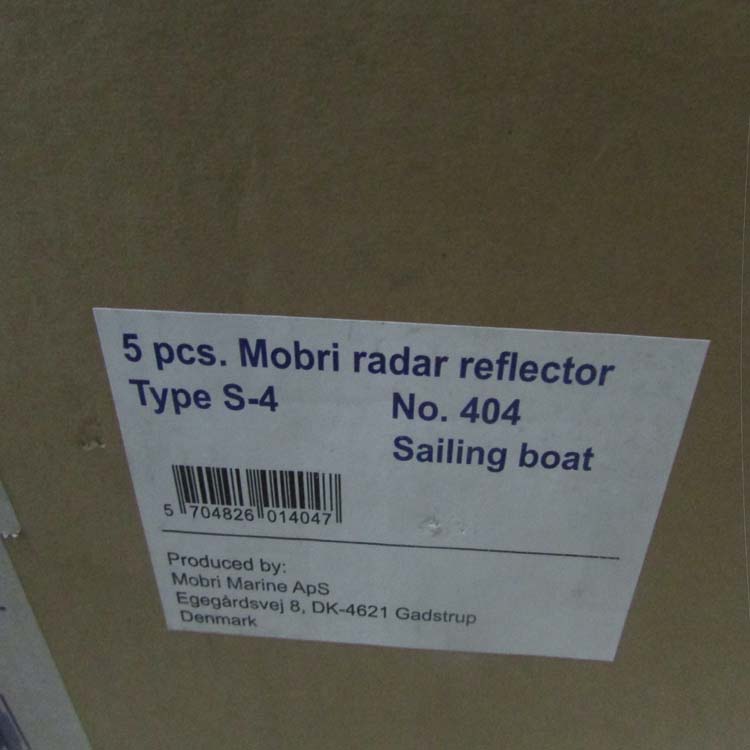 5 pcs. Mobri radar reflector
Type S-4 No. 404
Sailing boat
5 704826 014047
Produced by:
Mobri Marine ApS
Egegårdsvej 8, DK-4621 Gadstrup
Denmark